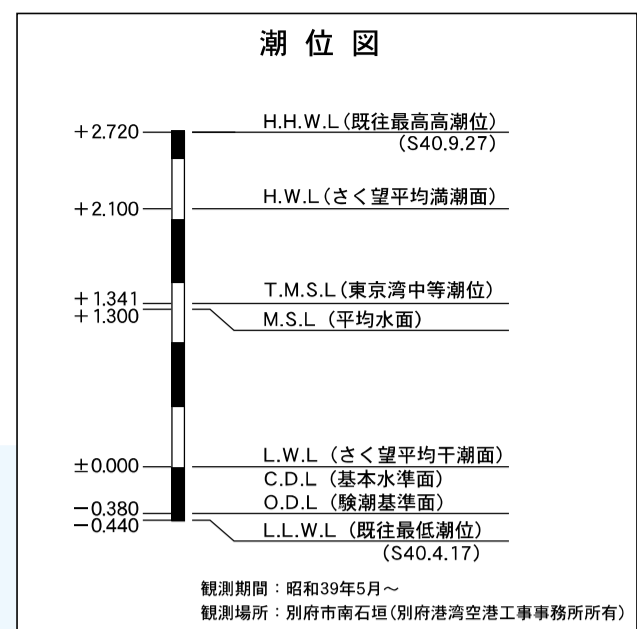 潮位図
+2.720 H.H.W.L(既往最高高潮位)
(S40.9.27)
+2.100 H.W.L(さく望平均満潮面)
+1.341 T.M.S.L(東京湾中等潮位)
+1.300 M.S.L (平均水面)
±0.000 L.W.L (さく望平均干潮面)
C.D.L (基本水準面)
-0.380 O.D.L (験潮基準面)
-0.440 L.L.W.L (既往最低潮位)
(S40.4.17)
観測期間：昭和39年5月〜
観測場所：別府市南石垣(別府港湾空港工事事務所所有)